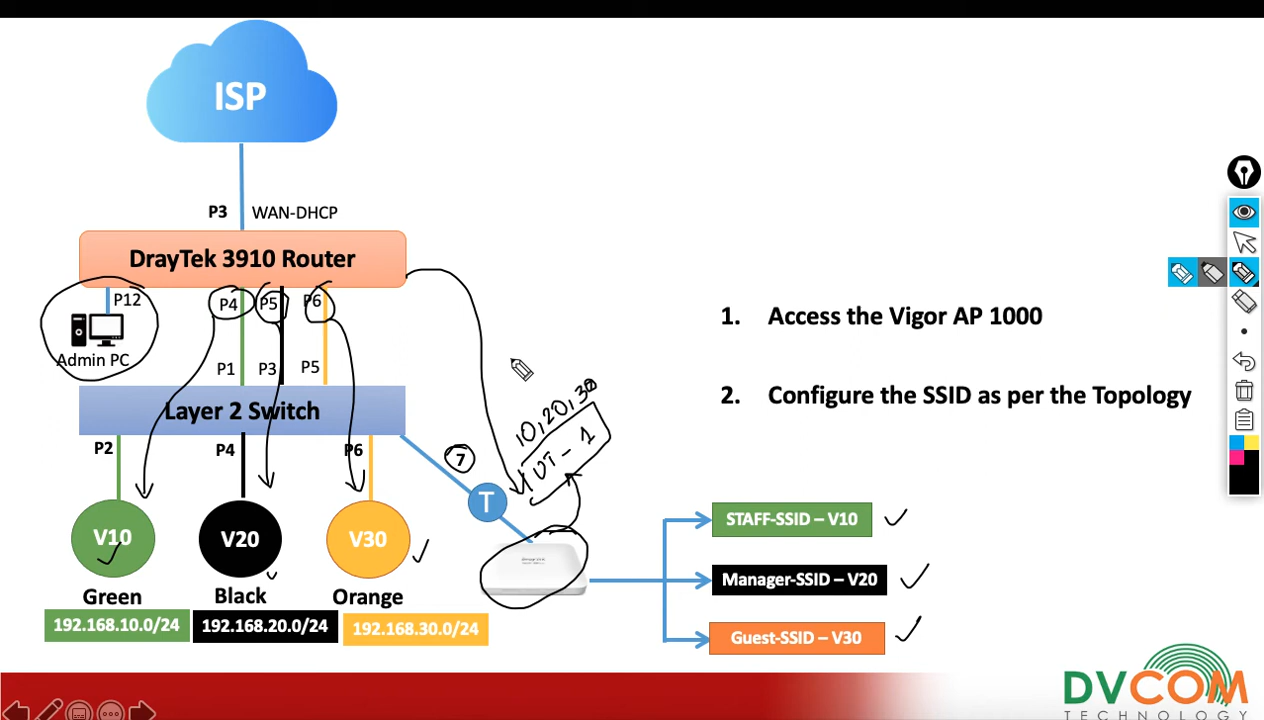 ISP
P3 WAN-DHCP
DrayTek 3910 Router
P12 P4 P5 P6
Admin PC
P1 P3 P5
Layer 2 Switch
P2 P4 P6
7
10,20,30
UT - 1
T
V10 V20 V30
Green Black Orange
192.168.10.0/24 192.168.20.0/24 192.168.30.0/24
1. Access the Vigor AP 1000
2. Configure the SSID as per the Topology
STAFF-SSID – V10
Manager-SSID – V20
Guest-SSID – V30
DVCOM
TECHNOLOGY